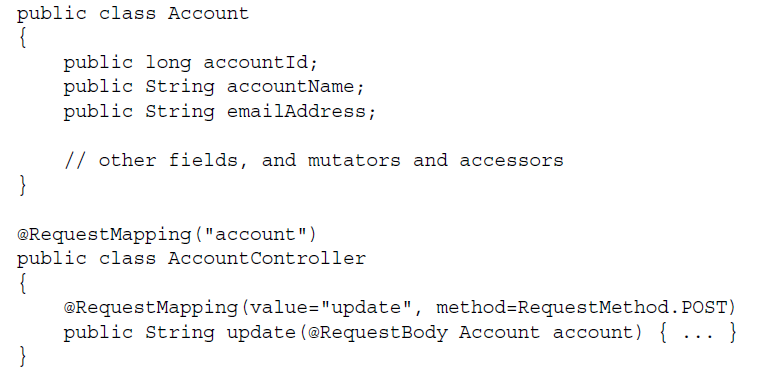 public class Account
{
    public long accountId;
    public String accountName;
    public String emailAddress;

    // other fields, and mutators and accessors
}

@RequestMapping("account")
public class AccountController
{
    @RequestMapping(value="update", method=RequestMethod.POST)
    public String update(@RequestBody Account account) { ... }
}